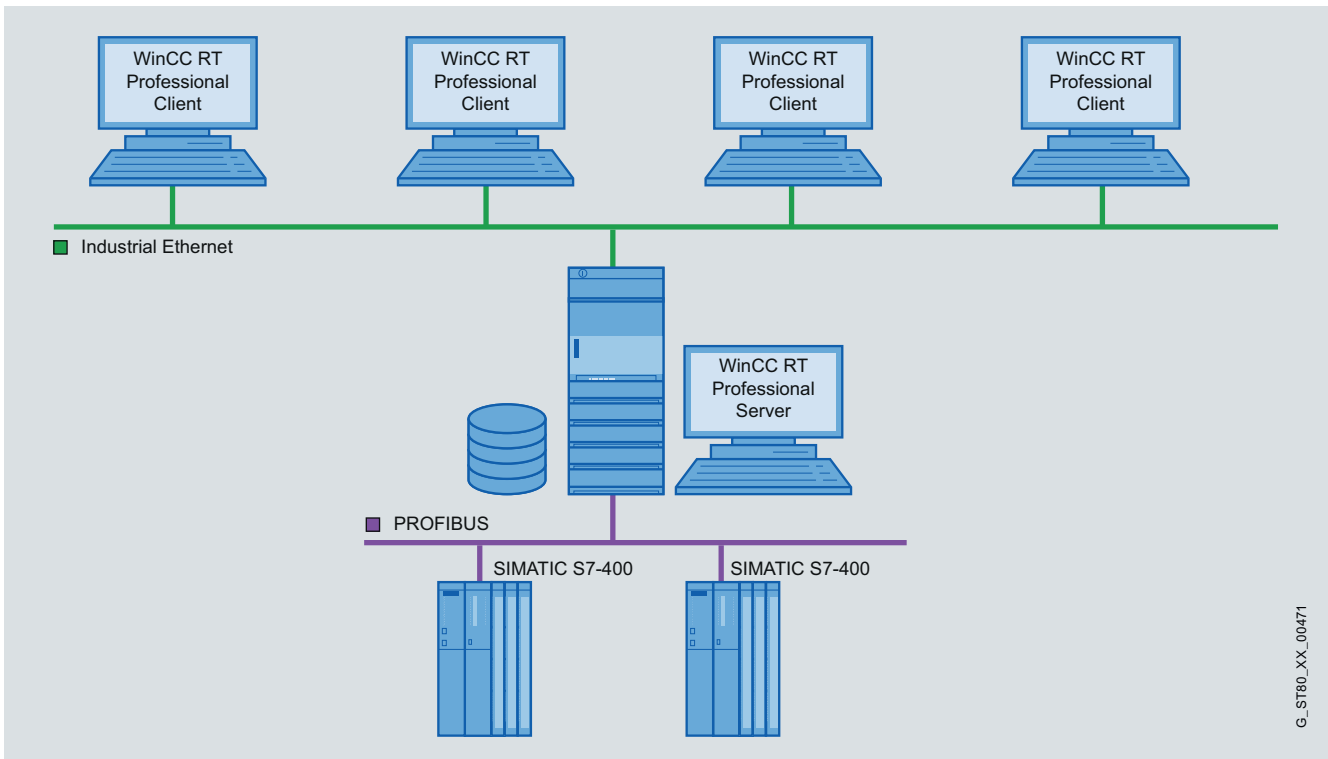 WinCC RT
Professional
Client
WinCC RT
Professional
Client
WinCC RT
Professional
Client
WinCC RT
Professional
Client
Industrial Ethernet
WinCC RT
Professional
Server
PROFIBUS
SIMATIC S7-400
SIMATIC S7-400
G_ST80_XX_00471